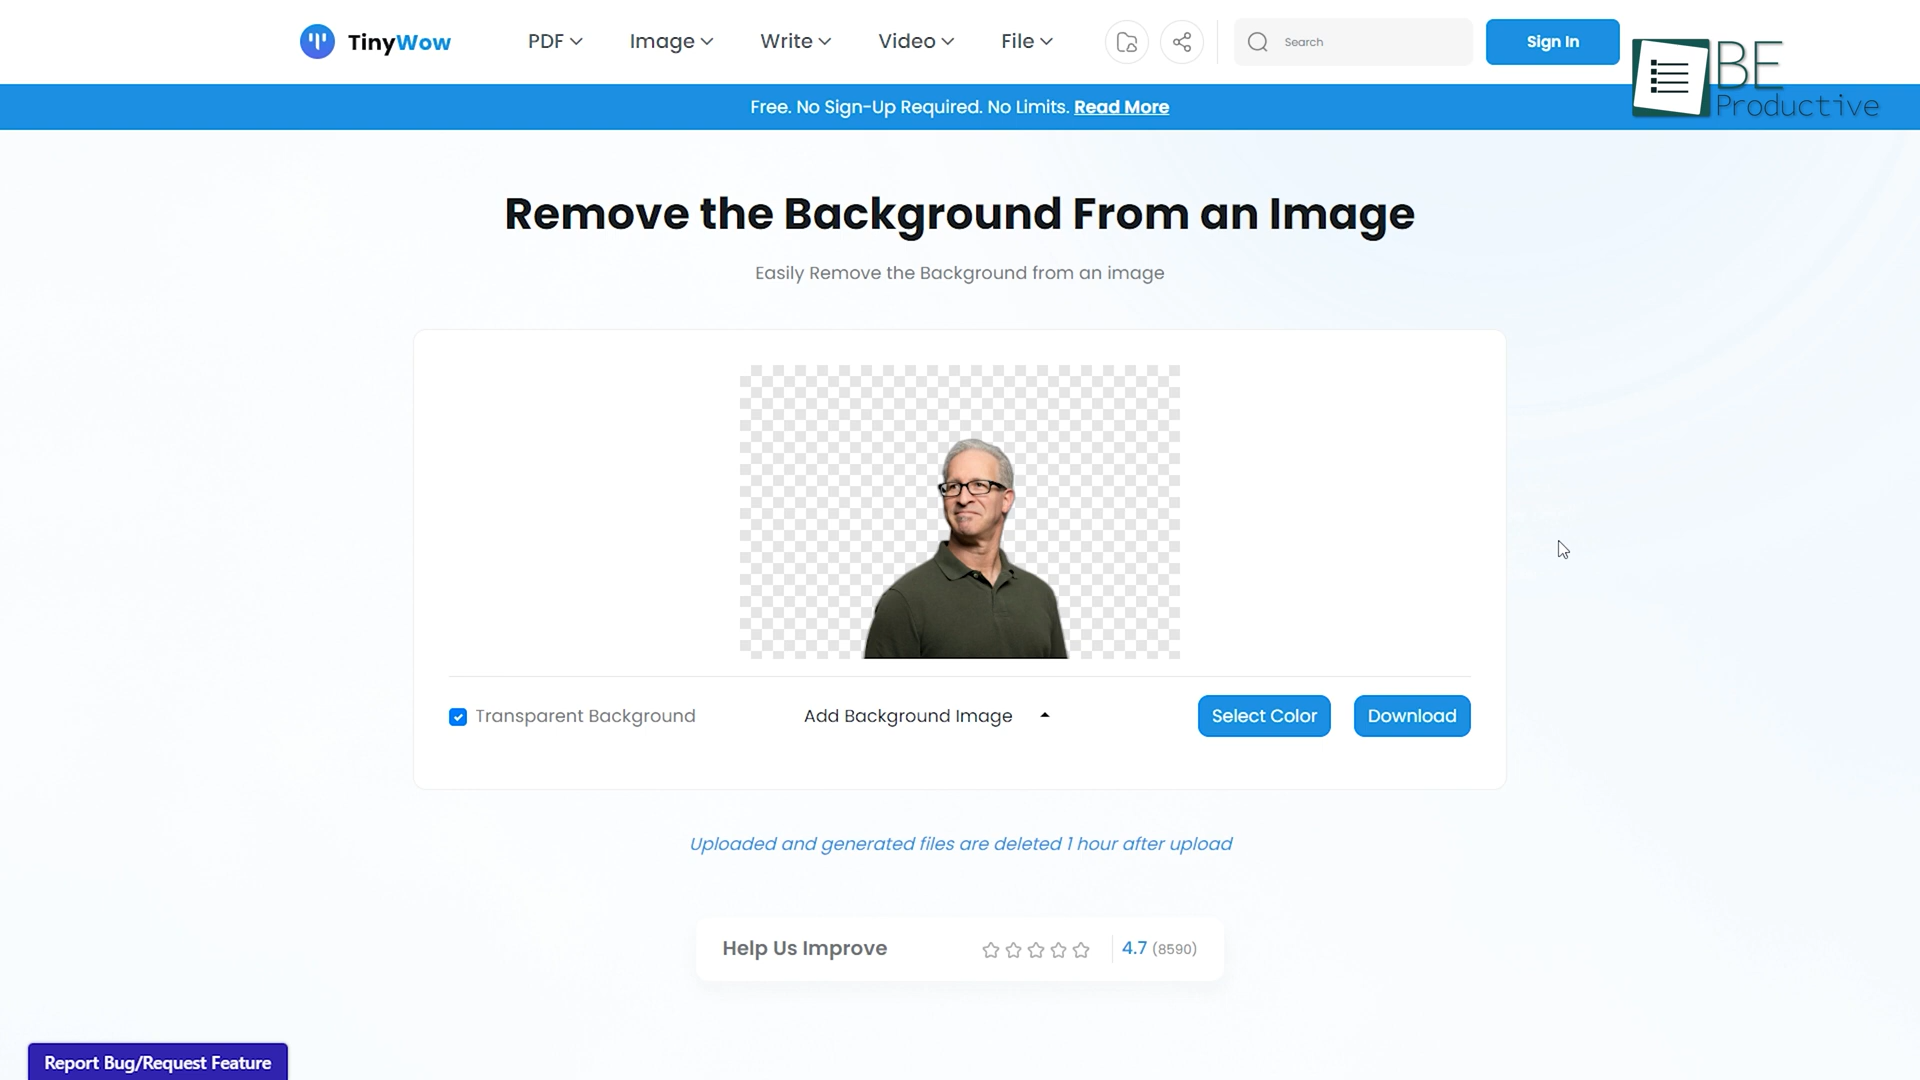 TinyWow
PDF
Image
Write
Video
File
Search
Sign In
BE
Productive
Free. No Sign-Up Required. No Limits. Read More
Remove the Background From an Image
Easily Remove the Background from an image
Transparent Background
Add Background Image
Select Color
Download
Uploaded and generated files are deleted 1 hour after upload
Help Us Improve
4.7 (8590)
Report Bug/Request Feature